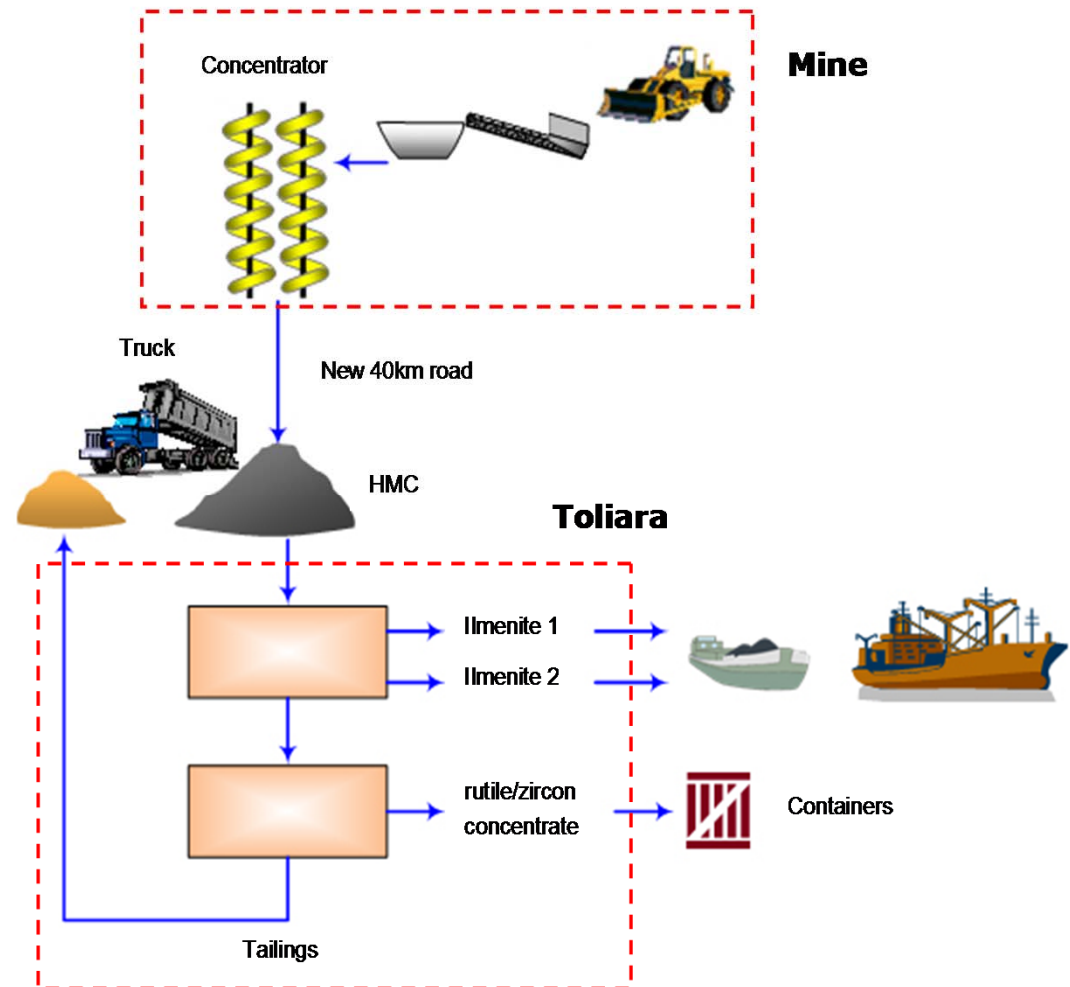 Concentrator
Mine
Truck
New 40km road
HMC
Toliara
Ilmenite 1
Ilmenite 2
rutile/zircon
concentrate
Containers
Tailings